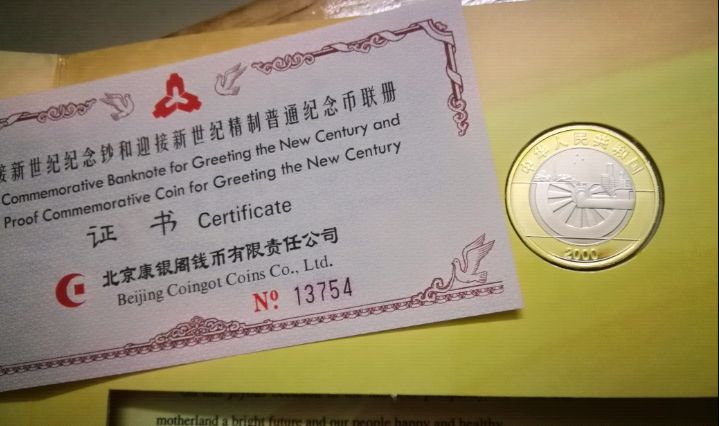 接新世纪纪念钞和迎接新世纪精制普通纪念币联册
Commemorative Banknote for Greeting the New Century and
Proof Commemorative Coin for Greeting the New Century
证 书 Certificate
北京康银阁钱币有限责任公司
Beijing Coingot Coins Co., Ltd.
Nº 13754
中华人民共和国
2000
motherland a bright future and our people happy and healthy